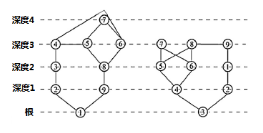 深度4 ⑦
深度3 ④ ⑤ ⑥ ⑦ ⑧ ⑨
深度2 ③ ⑧ ⑤ ⑥ ①
深度1 ② ⑨ ④ ②
根 ① ③